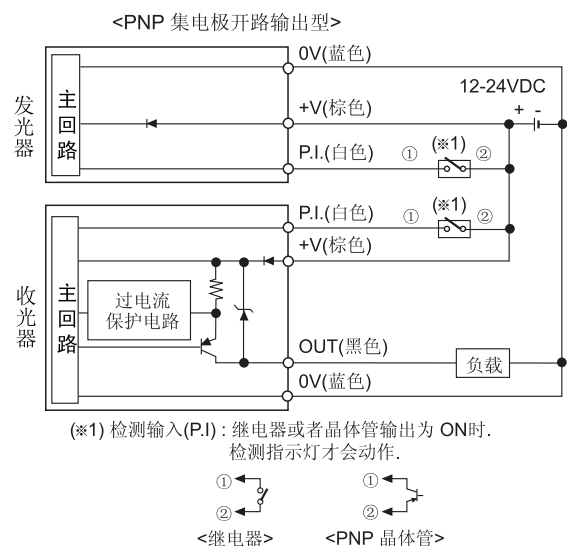 <PNP 集电极开路输出型>
0V(蓝色)
12-24VDC
+ -
发光器
主回路
+V(棕色)
P.I.(白色) ① (※1) ②
P.I.(白色) ① (※1) ②
+V(棕色)
收光器
主回路
过电流
保护电路
OUT(黑色)
负载
0V(蓝色)
(※1) 检测输入(P.I) : 继电器或者晶体管输出为 ON时.
检测指示灯才会动作.
① ①
② ②
<继电器> <PNP 晶体管>